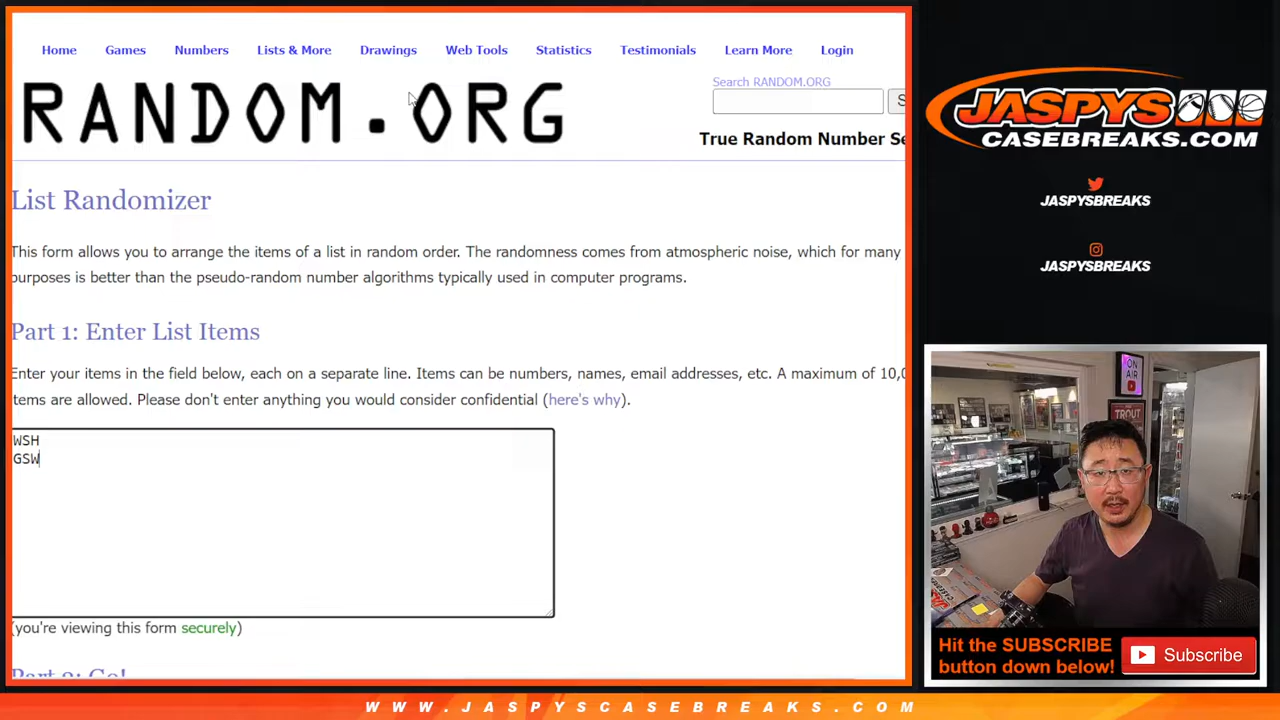 Home Games Numbers Lists & More Drawings Web Tools Statistics Testimonials Learn More Login
RANDOM.ORG
Search RANDOM.ORG
S
True Random Number Se
List Randomizer
This form allows you to arrange the items of a list in random order. The randomness comes from atmospheric noise, which for many
purposes is better than the pseudo-random number algorithms typically used in computer programs.
Part 1: Enter List Items
Enter your items in the field below, each on a separate line. Items can be numbers, names, email addresses, etc. A maximum of 10,0
items are allowed. Please don't enter anything you would consider confidential (here's why).
WSH
GSW
(you're viewing this form securely)
Part 2: Go!
JASPYS
CASEBREAKS.COM
JASPYSBREAKS
JASPYSBREAKS
ON
AIR
TROUT
Hit the SUBSCRIBE
button down below!
Subscribe
WWW.JASPYSCASEBREAKS.COM